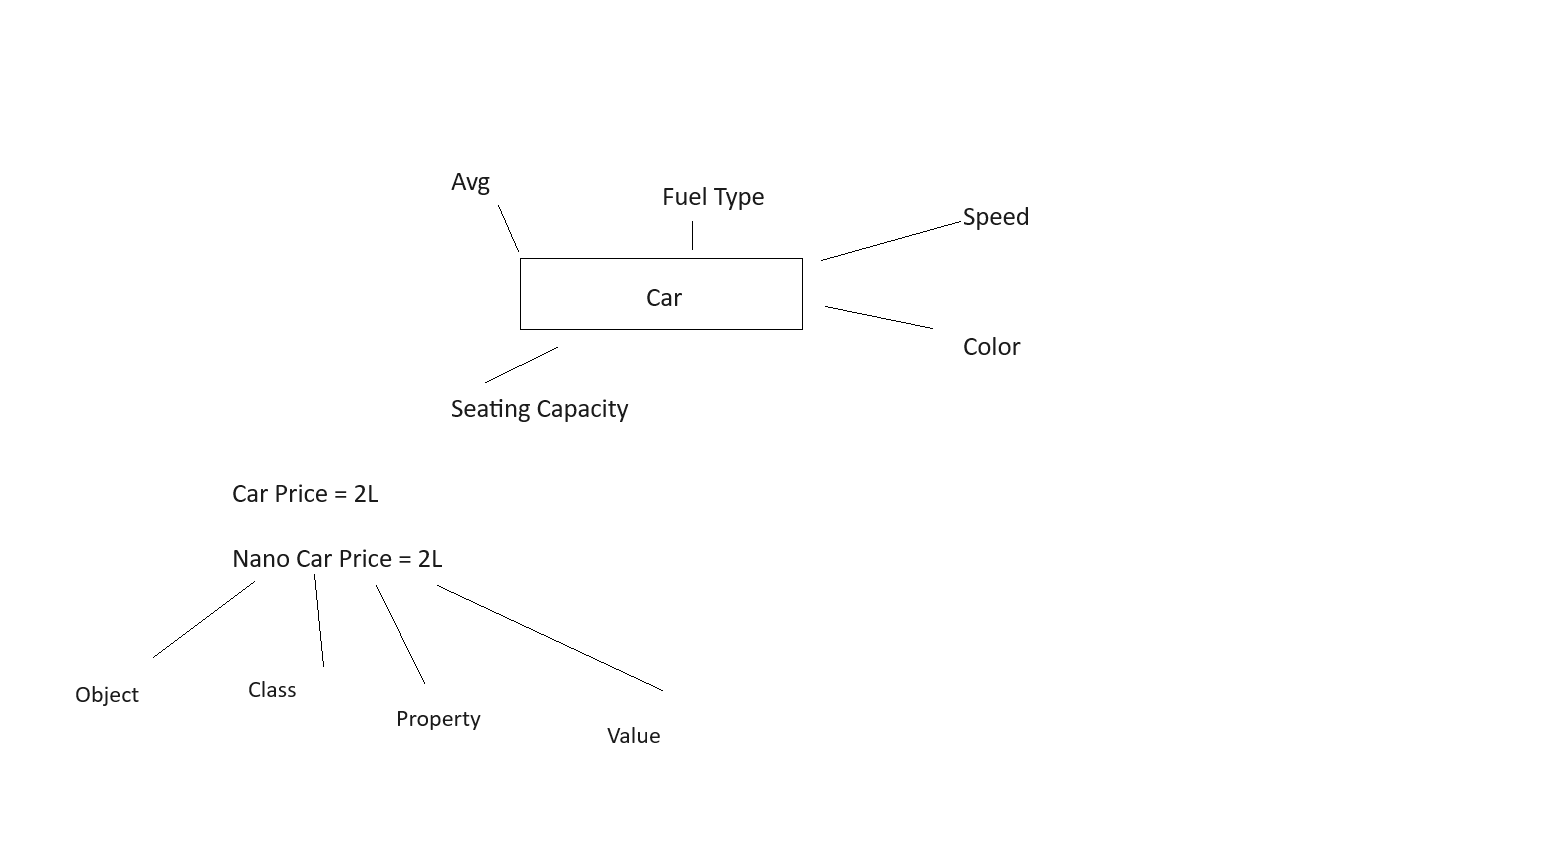 Avg
Fuel Type
Speed
Car
Color
Seating Capacity
Car Price = 2L
Nano Car Price = 2L
Object
Class
Property
Value